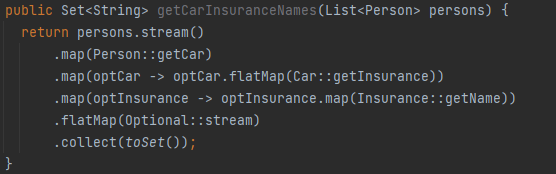 public Set<String> getCarInsuranceNames(List<Person> persons) {
return persons.stream()
.map(Person::getCar)
.map(optCar -> optCar.flatMap(Car::getInsurance))
.map(optInsurance -> optInsurance.map(Insurance::getName))
.flatMap(Optional::stream)
.collect(toSet());
}